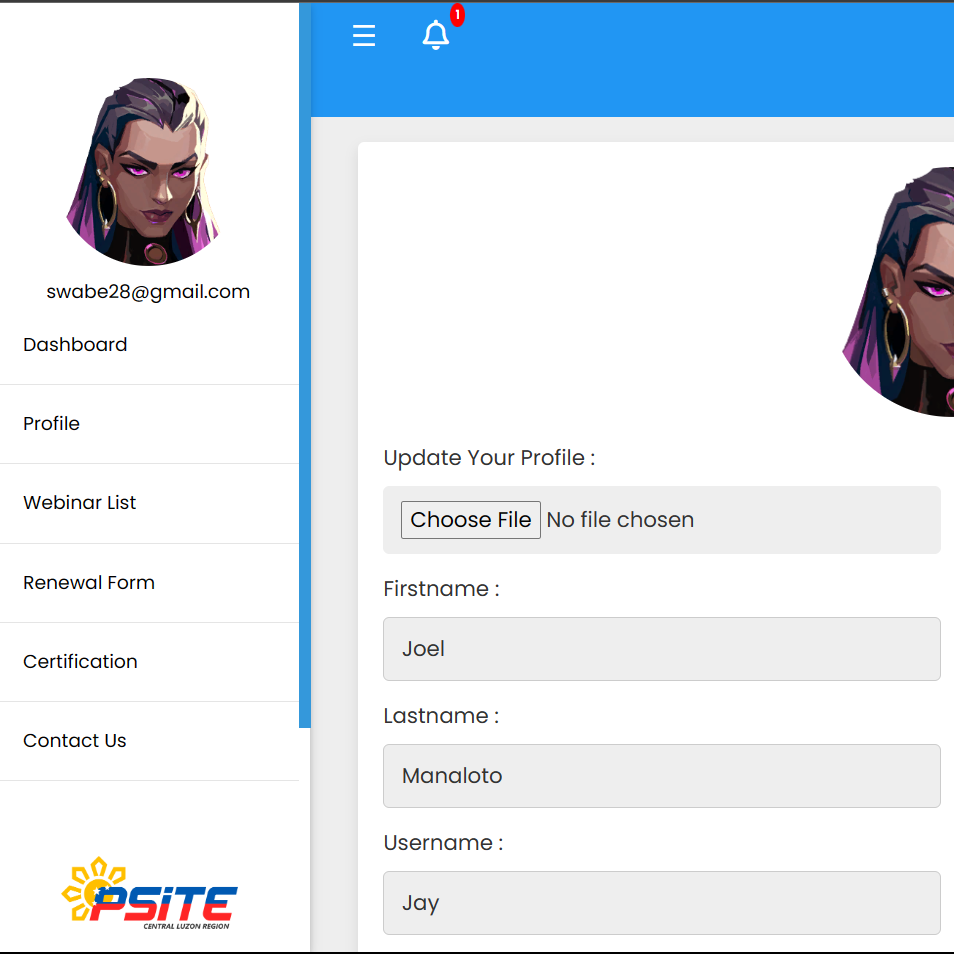 1
swabe28@gmail.com
Dashboard
Profile
Webinar List
Renewal Form
Certification
Contact Us
PSiTE
CENTRAL LUZON REGION
Update Your Profile :
Choose File No file chosen
Firstname :
Joel
Lastname :
Manaloto
Username :
Jay